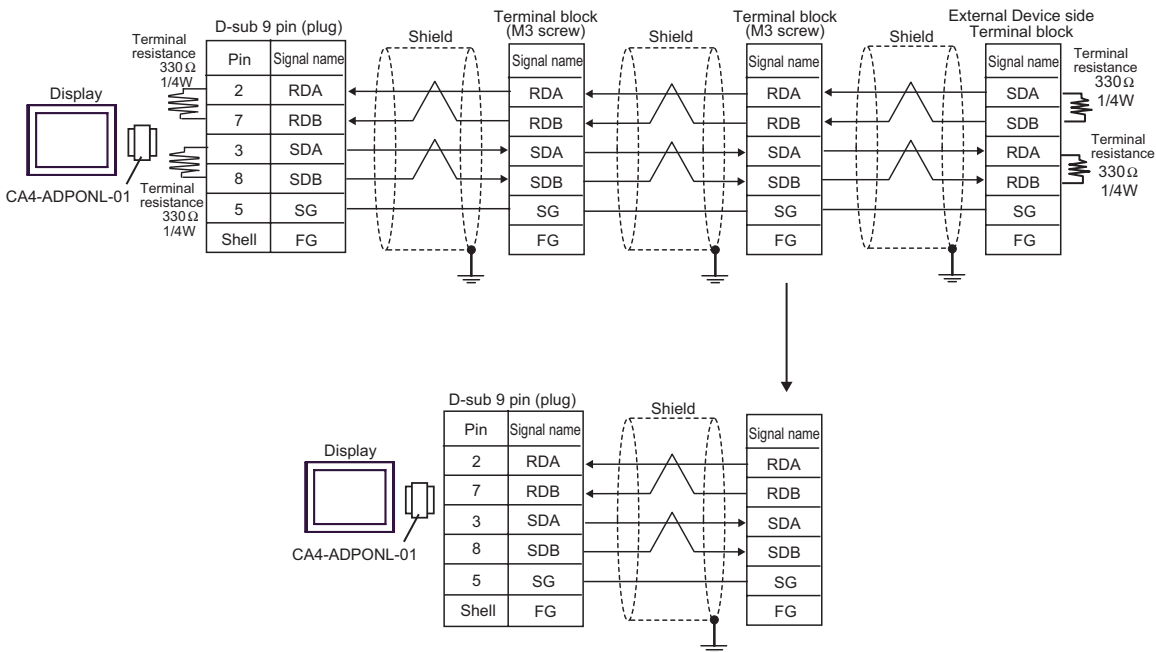 D-sub 9 pin (plug)
Terminal block
(M3 screw)
Terminal block
(M3 screw)
External Device side
Terminal block
Terminal
resistance
330Ω
1/4W
Shield
Shield
Shield
Terminal
resistance
330Ω
1/4W
Pin Signal name Signal name Signal name Signal name
2 RDA RDA RDA SDA
7 RDB RDB RDB SDB
3 SDA SDA SDA RDA
8 SDB SDB SDB RDB
5 SG SG SG SG
Shell FG FG FG FG
Display
CA4-ADPONL-01
Terminal
resistance
330Ω
1/4W
Terminal
resistance
330Ω
1/4W
D-sub 9 pin (plug)
Shield
Pin Signal name Signal name
2 RDA RDA
7 RDB RDB
3 SDA SDA
8 SDB SDB
5 SG SG
Shell FG FG
Display
CA4-ADPONL-01